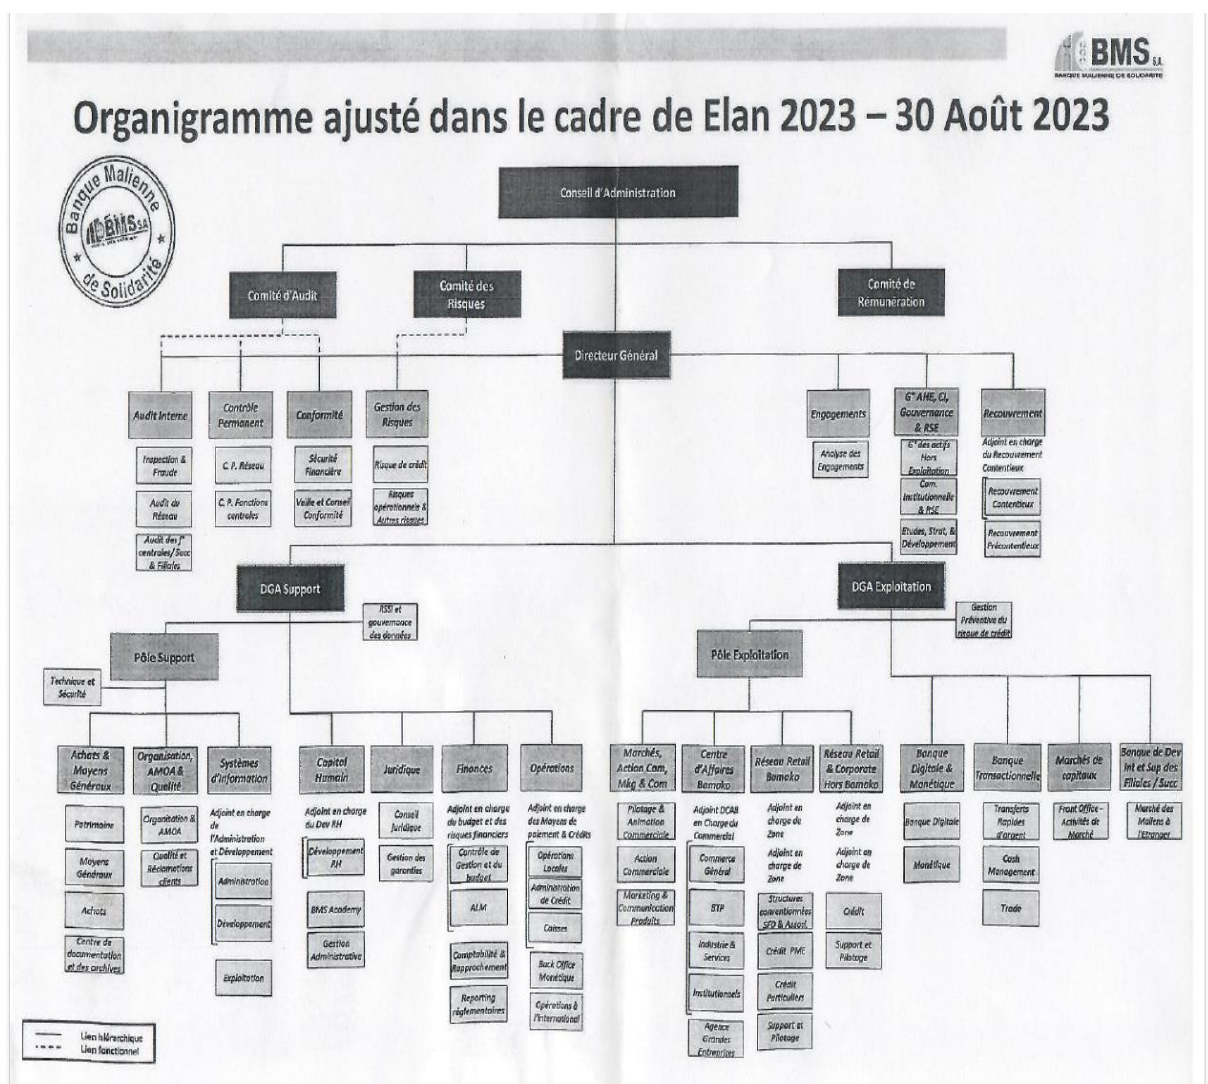 BMS S.A.
BANQUE MALIENNE DE SOLIDARITE
Organigramme ajusté dans le cadre de Elan 2023 – 30 Août 2023
Banque Malienne
BMS S.A
de Solidarité
Conseil d'Administration
Comité d'Audit
Comité des
Risques
Comité de
Rémunération
Directeur Général
Audit Interne
Contrôle
Permanent
Conformité
Gestion des
Risques
Engagements
G° AHE, CI,
Gouvernance
& RSE
Recouvrement
Inspection &
Fraude
Audit du
Réseau
Audit des f°
centrales/Succ
& Filiales
C. P. Réseau
C. P. Fonctions
centrales
Sécurité
Financière
Veille et Conseil
Conformité
Risque de crédit
Risques
opérationnels &
Autres risques
Analyse des
Engagements
G° des actifs
Hors
Exploitation
Com.
Institutionnelle
& RSE
Etudes, Strat, &
Développement
Adjoint en charge
du Recouvrement
Contentieux
Recouvrement
Contentieux
Recouvrement
Précontentieux
DGA Support
DGA Exploitation
RSSI et
gouvernance
des données
Gestion
Préventive du
risque de crédit
Pôle Support
Pôle Exploitation
Technique et
Sécurité
Achats &
Moyens
Généraux
Patrimoine
Moyens
Généraux
Achats
Centre de
documentation
et des archives
Organisation,
AMOA &
Qualité
Organisation &
AMOA
Qualité et
Réclamations
clients
Systèmes
d'information
Adjoint en charge
de
l'Administration
et Développement
Administration
Développement
Exploitation
Capital
Humain
Adjoint en charge
du Dev RH
Développement
RH
BMS Academy
Gestion
Administrative
Juridique
Conseil
Juridique
Gestion des
garanties
Finances
Adjoint en charge
du budget et des
risques financiers
Contrôle de
Gestion et du
budget
ALM
Comptabilité &
Rapprochement
Reporting
réglementaires
Opérations
Adjoint en charge
des Moyens de
paiement & Crédits
Opérations
Locales
Administration
de Crédit
Caisses
Back Office
Monétique
Opérations à
l'international
Marchés,
Action Com,
Mkg & Com
Pilotage &
Animation
Commerciale
Action
Commerciale
Marketing &
Communication
Produits
Centre
d'Affaires
Bamako
Adjoint DCAB
en Charge du
Commercial
Commerce
Général
BTP
Industrie &
Services
Institutionnels
Agence
Grandes
Entreprises
Réseau Retail
Bamako
Adjoint en
charge de
Zone
Adjoint en
charge de
Zone
Structures
conventionnées
SFD & Associ.
Crédit PME
Crédit
Particuliers
Support et
Pilotage
Réseau Retail
& Corporate
Hors Bamako
Adjoint en
charge de
Zone
Adjoint en
charge de
Zone
Crédit
Support et
Pilotage
Banque
Digitale &
Monétique
Banque Digitale
Monétique
Banque
Transactionnelle
Transferts
Rapides
d'argent
Cash
Management
Trade
Marchés de
capitaux
Front Office -
Activités de
Marché
Banque de Dev
Int et Sup des
Filiales / Succ
Marché des
Maliens à
l'Etranger
Lien hiérarchique
Lien fonctionnel